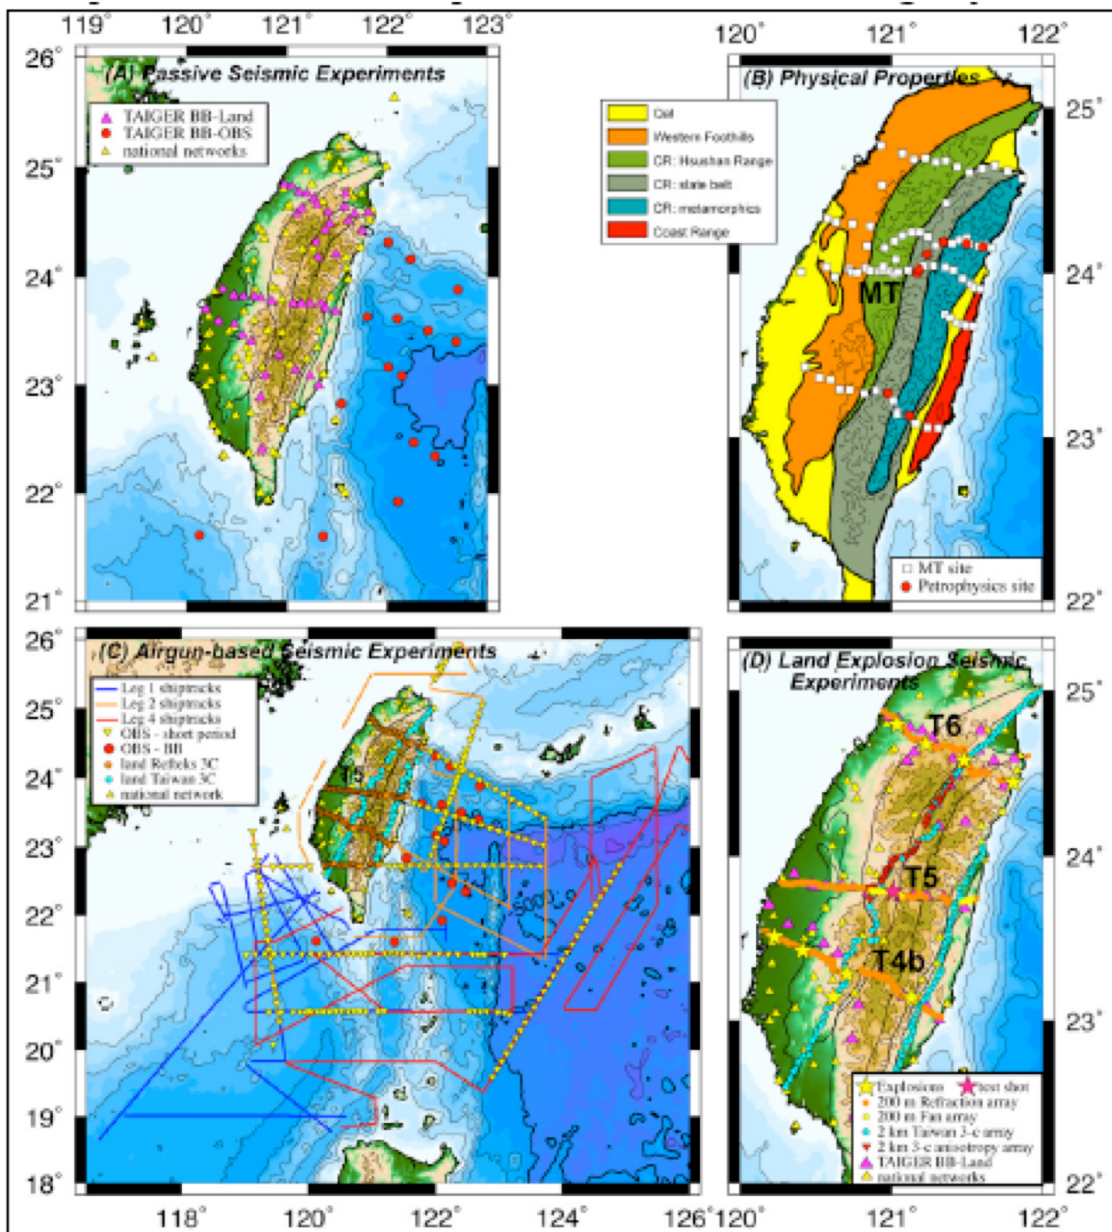 119° 120° 121° 122° 123°
26°
25°
24°
23°
22°
21°
(A) Passive Seismic Experiments
TAIGER BB-Land
TAIGER BB-OBS
national networks
120° 121° 122°
25°
24°
23°
22°
(B) Physical Properties
Western Foothills
CR: Hsushan Range
CR: slate belt
CR: metamorphics
Coast Range
MT
MT site
Petrophysics site
26°
25°
24°
23°
22°
21°
20°
19°
18°
118° 120° 122° 124° 126°
(C) Airgun-based Seismic Experiments
Leg 1 shiptracks
Leg 2 shiptracks
Leg 4 shiptracks
OBS - short period
OBS - BB
land Refteks 3C
land Taiwan 3C
national network
T5
5000
(D) Land Explosion Seismic
Experiments
T6
T5
T4b
25°
24°
23°
22°
Explosions test shot
200 m Refraction array
200 m Fan array
2 km Taiwan 3-c array
2 km 3-c anisotropy array
TAIGER BB-Land
national networks
120° 121° 122°